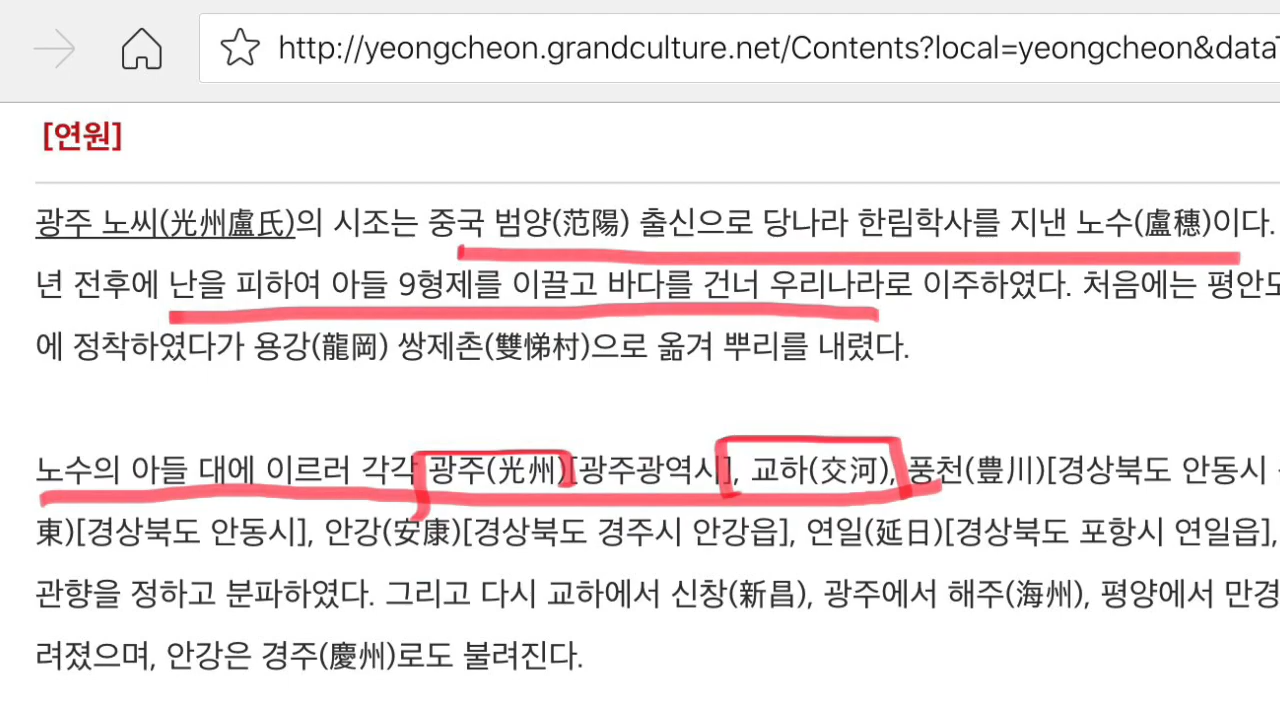 http://yeongcheon.grandculture.net/Contents?local=yeongcheon&data
[연원]
광주 노씨(光州盧氏)의 시조는 중국 범양(范陽) 출신으로 당나라 한림학사를 지낸 노수(盧穗)이다.
년 전후에 난을 피하여 아들 9형제를 이끌고 바다를 건너 우리나라로 이주하였다. 처음에는 평안도
에 정착하였다가 용강(龍岡) 쌍제촌(雙悌村)으로 옮겨 뿌리를 내렸다.
노수의 아들 대에 이르러 각각 광주(光州)[광주광역시], 교하(交河), 풍천(豊川)[경상북도 안동시
東)[경상북도 안동시], 안강(安康)[경상북도 경주시 안강읍], 연일(延日)[경상북도 포항시 연일읍],
관향을 정하고 분파하였다. 그리고 다시 교하에서 신창(新昌), 광주에서 해주(海州), 평양에서 만경
려졌으며, 안강은 경주(慶州)로도 불려진다.